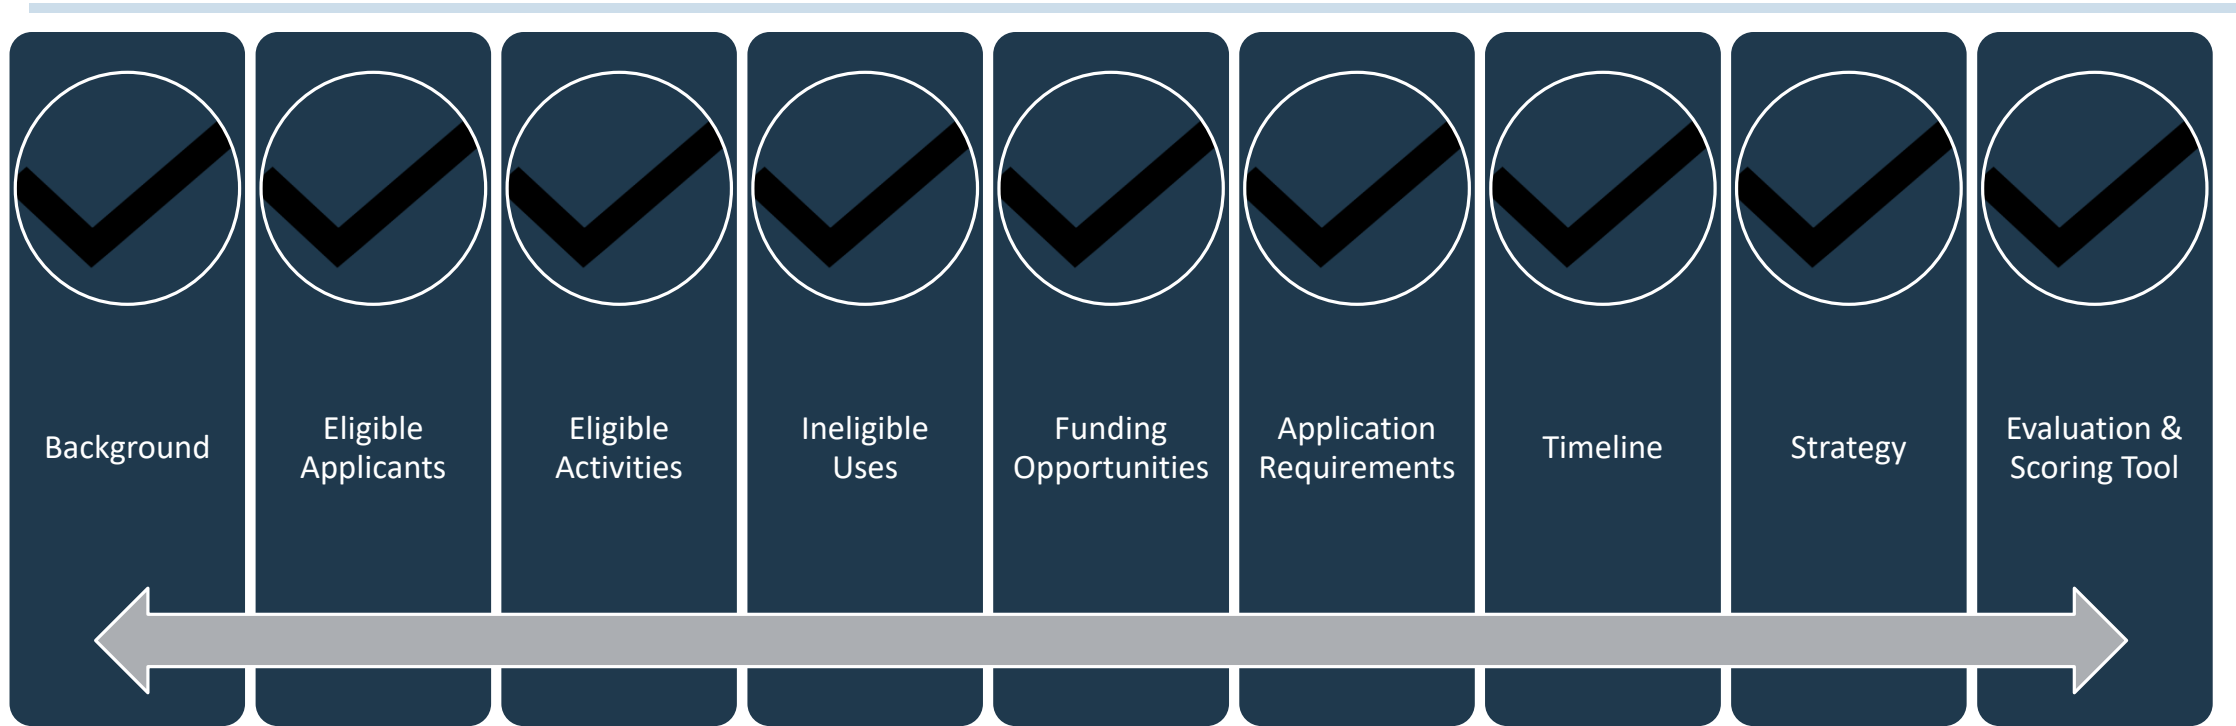 Background
Eligible
Applicants
Eligible
Activities
Ineligible
Uses
Funding
Opportunities
Application
Requirements
Timeline
Strategy
Evaluation &
Scoring Tool